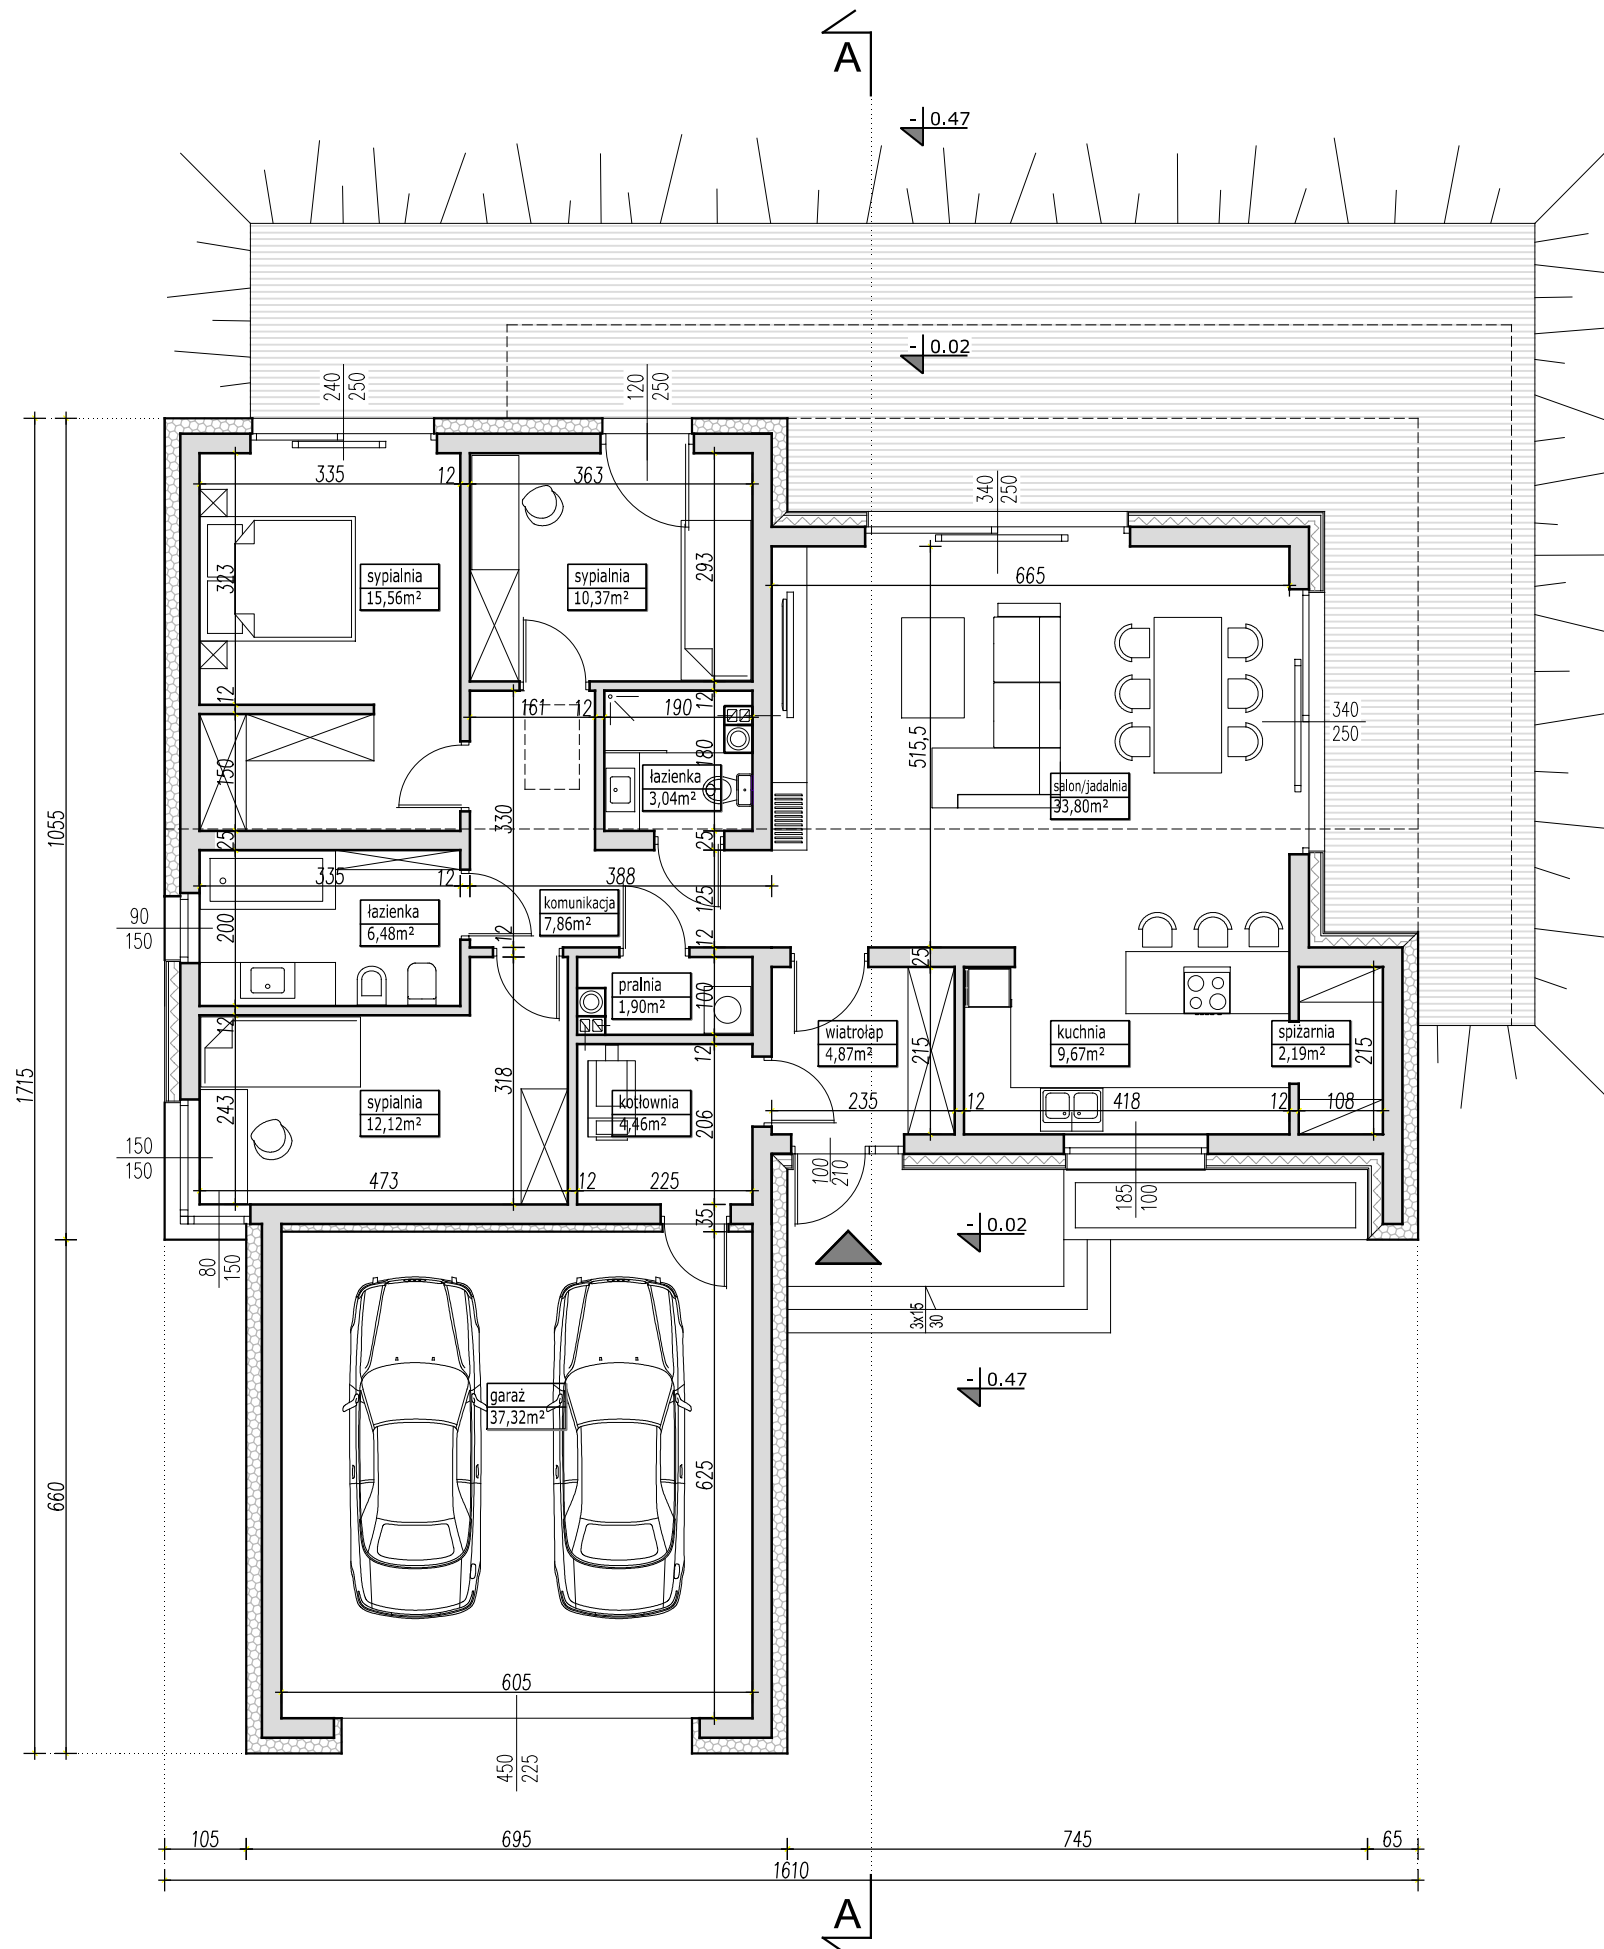 A
- 0.47
- 0.02
240
250
120
250
335
12
363
340
250
323
sypialnia
15,56m²
sypialnia
10,37m²
293
665
12
12
161
12
190
340
250
150
180
515,5
łazienka
3,04m²
salon/jadalnia
33,80m²
330
25
25
1055
335
12
388
125
90
150
200
łazienka
6,48m²
komunikacja
7,86m²
12
12
25
pralnia
1,90m²
100
12
12
wiatrołap
4,87m²
215
kuchnia
9,67m²
spiżarnia
2,19m²
215
1715
318
243
sypialnia
12,12m²
kotłownia
4,46m²
206
235
12
418
12
108
150
150
100
210
185
100
473
12
225
35
- 0.02
80
150
3x15
30
- 0.47
garaż
37,32m²
625
660
605
450
225
105
695
745
65
1610
A